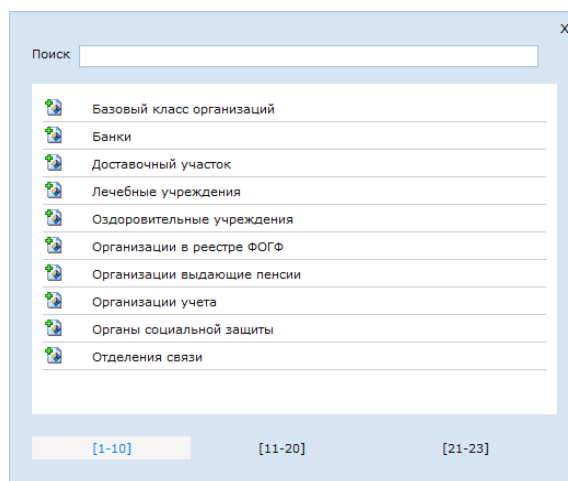 X
Поиск
Базовый класс организаций
Банки
Доставочный участок
Лечебные учреждения
Оздоровительные учреждения
Организации в реестре ФОГФ
Организации выдающие пенсии
Организации учета
Органы социальной защиты
Отделения связи
[1-10] [11-20] [21-23]